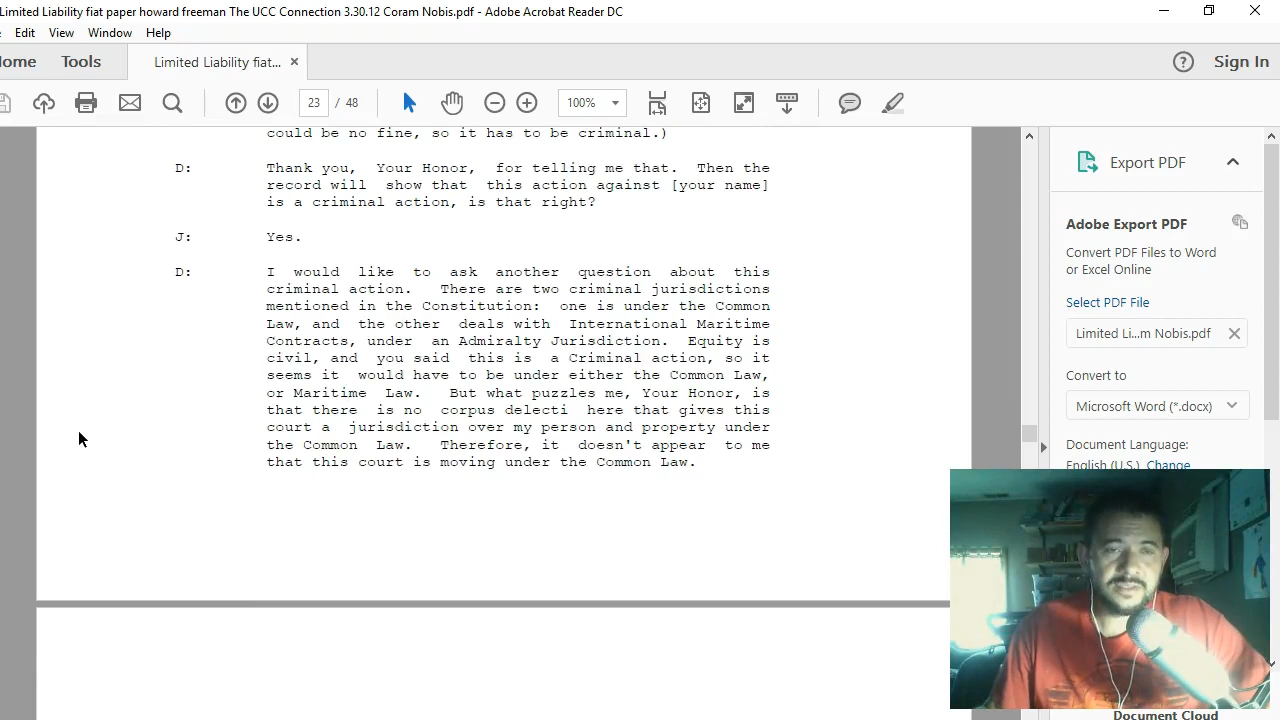 Limited Liability fiat paper howard freeman The UCC Connection 3.30.12 Coram Nobis.pdf - Adobe Acrobat Reader DC
Edit View Window Help
Home Tools Limited Liability fiat... × Sign In
23 / 48 100%
could be no fine, so it has to be criminal.)
D: Thank you, Your Honor, for telling me that. Then the
record will show that this action against [your name]
is a criminal action, is that right?
J: Yes.
D: I would like to ask another question about this
criminal action. There are two criminal jurisdictions
mentioned in the Constitution: one is under the Common
Law, and the other deals with International Maritime
Contracts, under an Admiralty Jurisdiction. Equity is
civil, and you said this is a Criminal action, so it
seems it would have to be under either the Common Law,
or Maritime Law. But what puzzles me, Your Honor, is
that there is no corpus delecti here that gives this
court a jurisdiction over my person and property under
the Common Law. Therefore, it doesn't appear to me
that this court is moving under the Common Law.
Export PDF
Adobe Export PDF
Convert PDF Files to Word
or Excel Online
Select PDF File
Limited Li...m Nobis.pdf
Convert to
Microsoft Word (*.docx)
Document Language:
English (U.S.) Change
Document Cloud